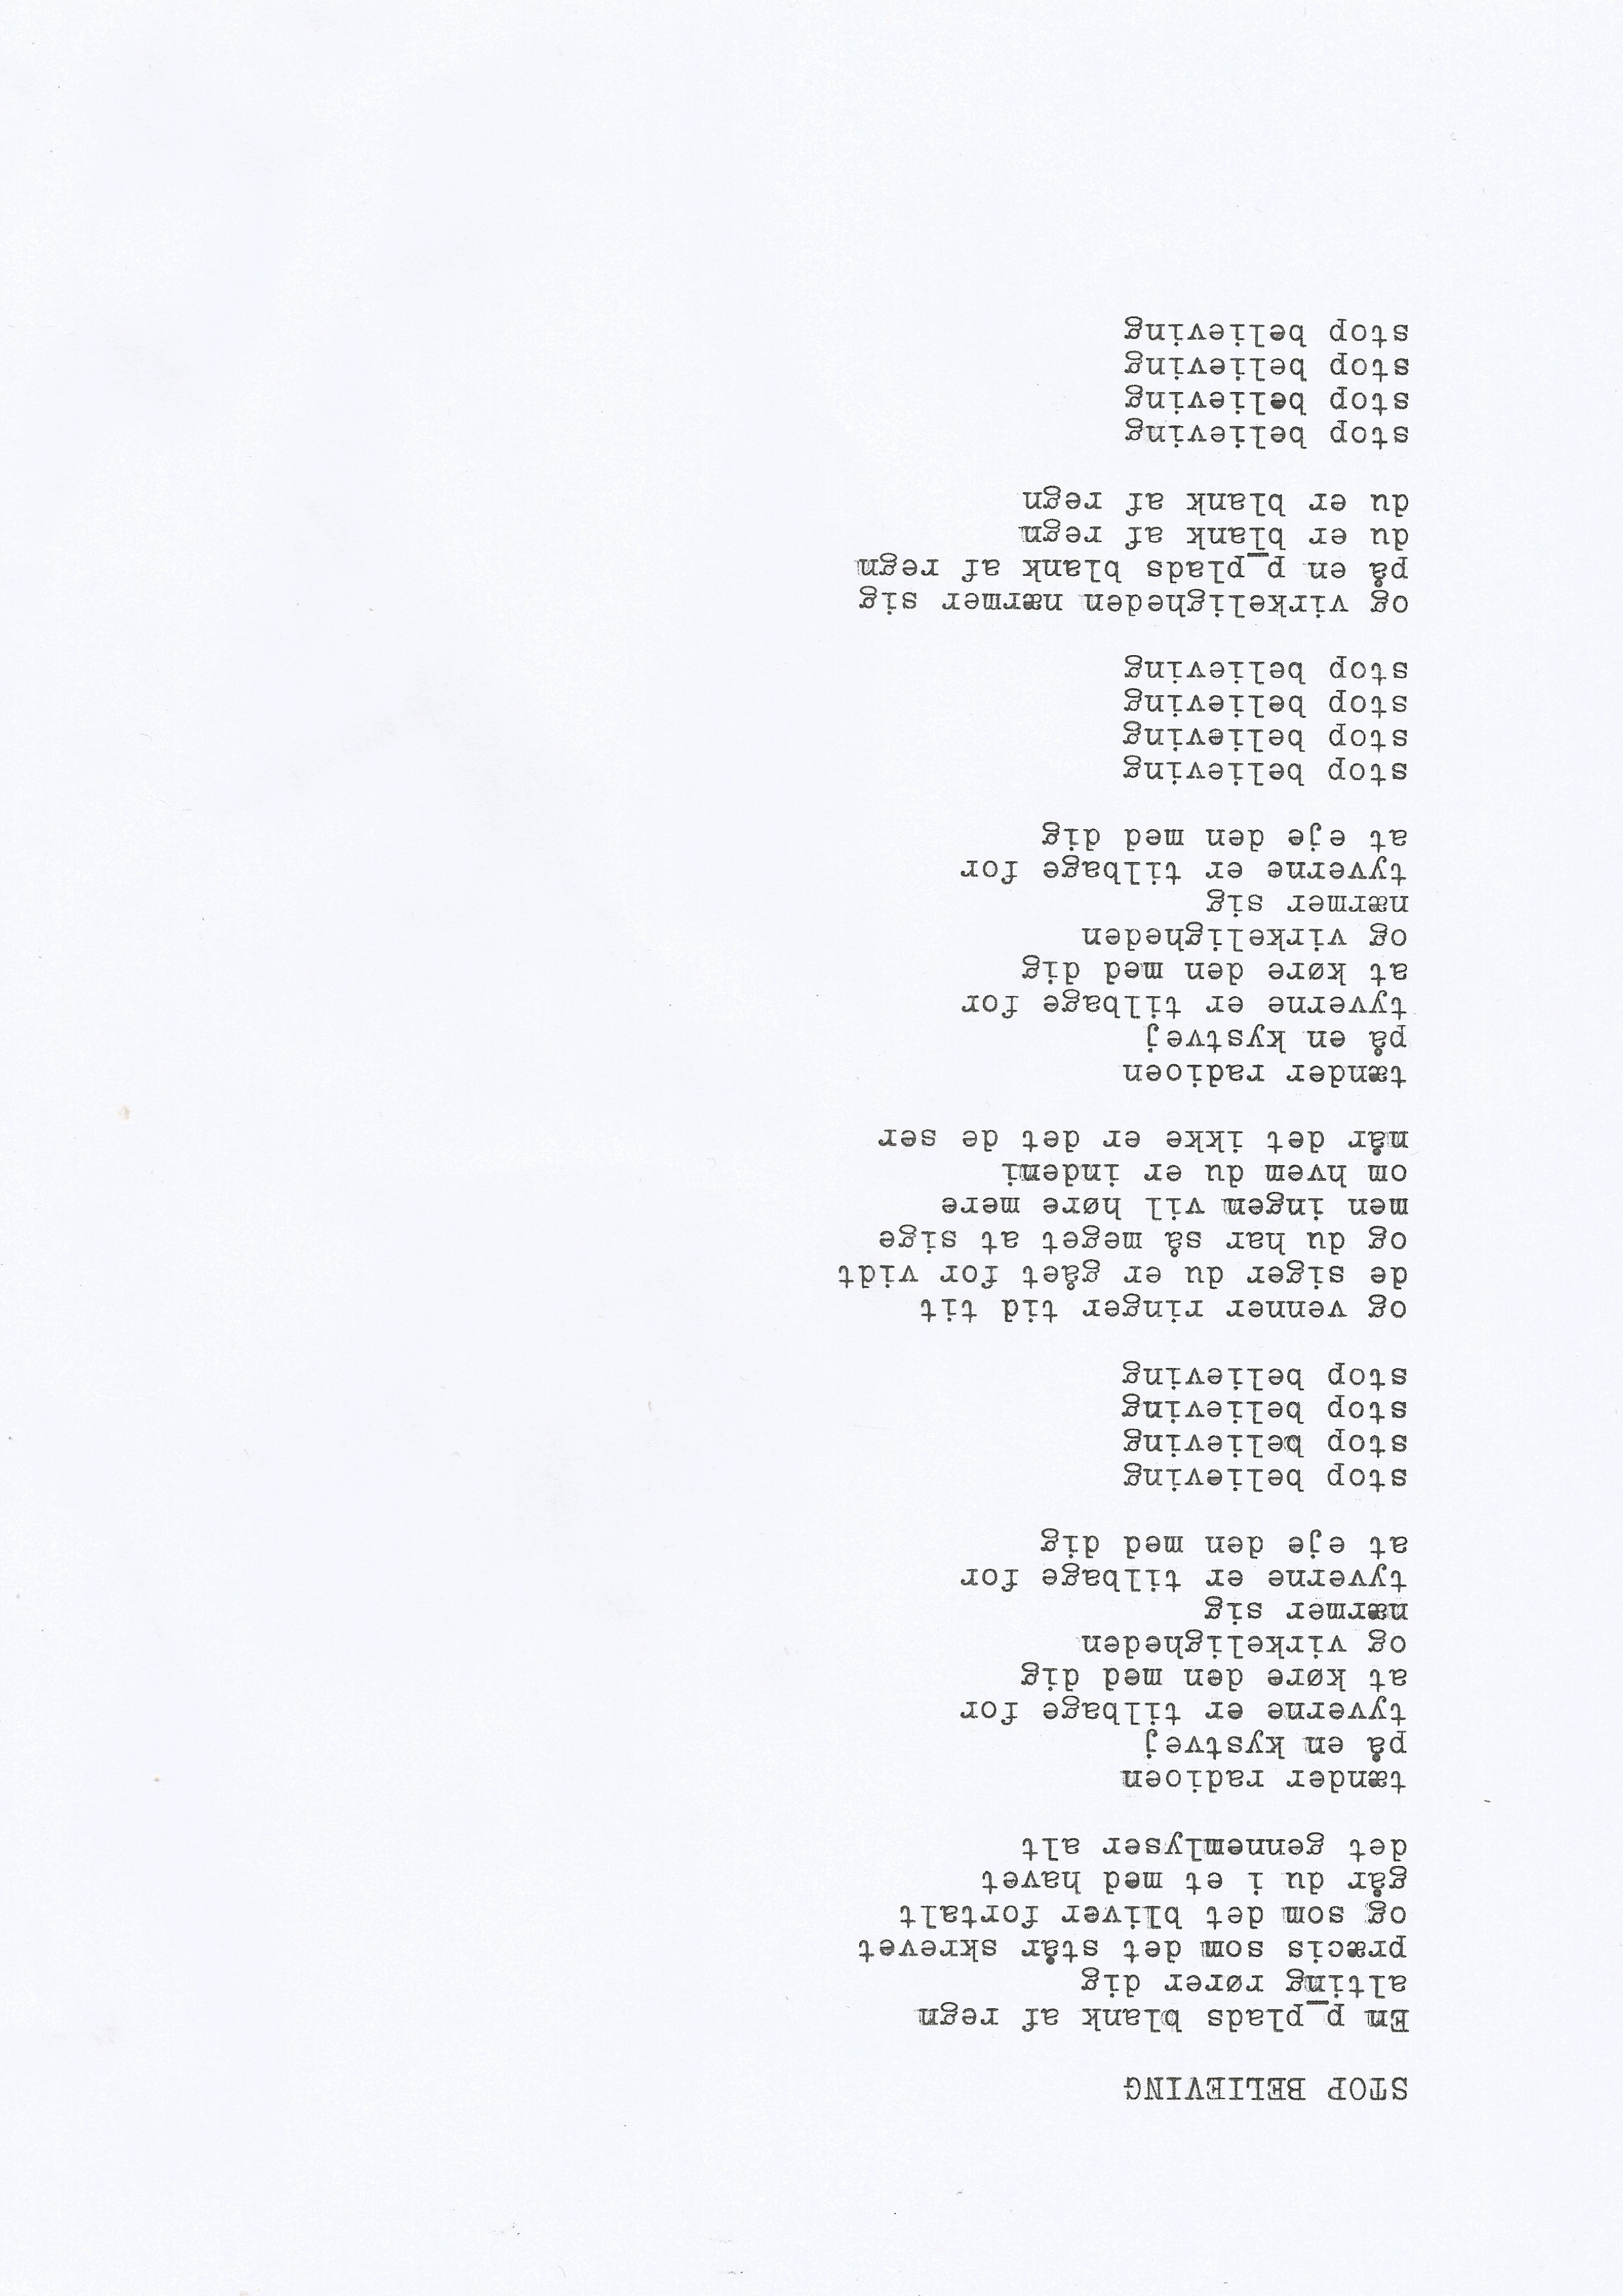 STOP BELIEVING

En p_plads blank af regn
alting rører dig
præcis som det står skrevet
og som det bliver fortalt
går du i et med havet
det gennemlyser alt

tænder radioen
på en kystvej
tyverne er tilbage for
at køre den med dig
og virkeligheden
nærmer sig
tyverne er tilbage for
at eje den med dig

stop believing
stop believing
stop believing
stop believing

og venner ringer tid tit
de siger du er gået for vidt
og du har så meget at sige
men ingem vil høre mere
om hvem du er indeni
når det ikke er det de ser

tænder radioen
på en kystvej
tyverne er tilbage for
at køre den med dig
og virkeligheden
nærmer sig
tyverne er tilbage for
at eje den med dig

stop believing
stop believing
stop believing
stop believing

og virkeligheden nærmer sig
på en p_plads blank af regn
du er blank af regn
du er blank af regn

stop believing
stop believing
stop believing
stop believing